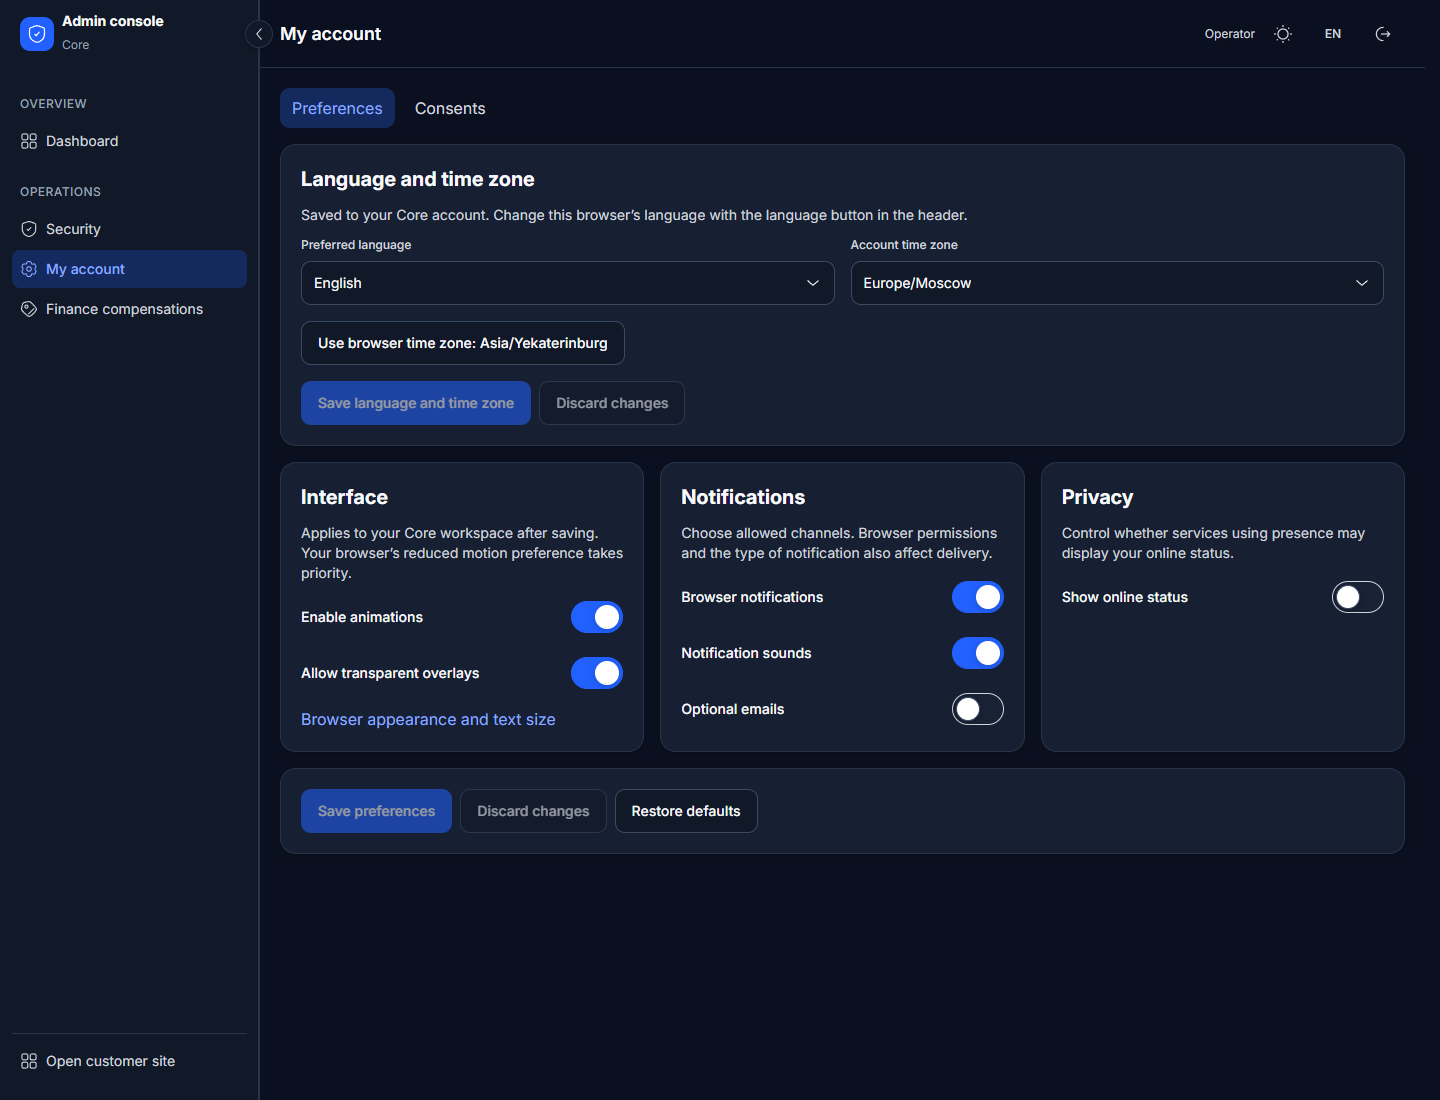 Admin console
Core
My account
Operator
EN
OVERVIEW
Dashboard
OPERATIONS
Security
My account
Finance compensations
Open customer site
Preferences
Consents
Language and time zone
Saved to your Core account. Change this browser’s language with the language button in the header.
Preferred language
Account time zone
English
Europe/Moscow
Use browser time zone: Asia/Yekaterinburg
Save language and time zone
Discard changes
Interface
Applies to your Core workspace after saving.
Your browser’s reduced motion preference takes
priority.
Enable animations
Allow transparent overlays
Browser appearance and text size
Notifications
Choose allowed channels. Browser permissions
and the type of notification also affect delivery.
Browser notifications
Notification sounds
Optional emails
Privacy
Control whether services using presence may
display your online status.
Show online status
Save preferences
Discard changes
Restore defaults